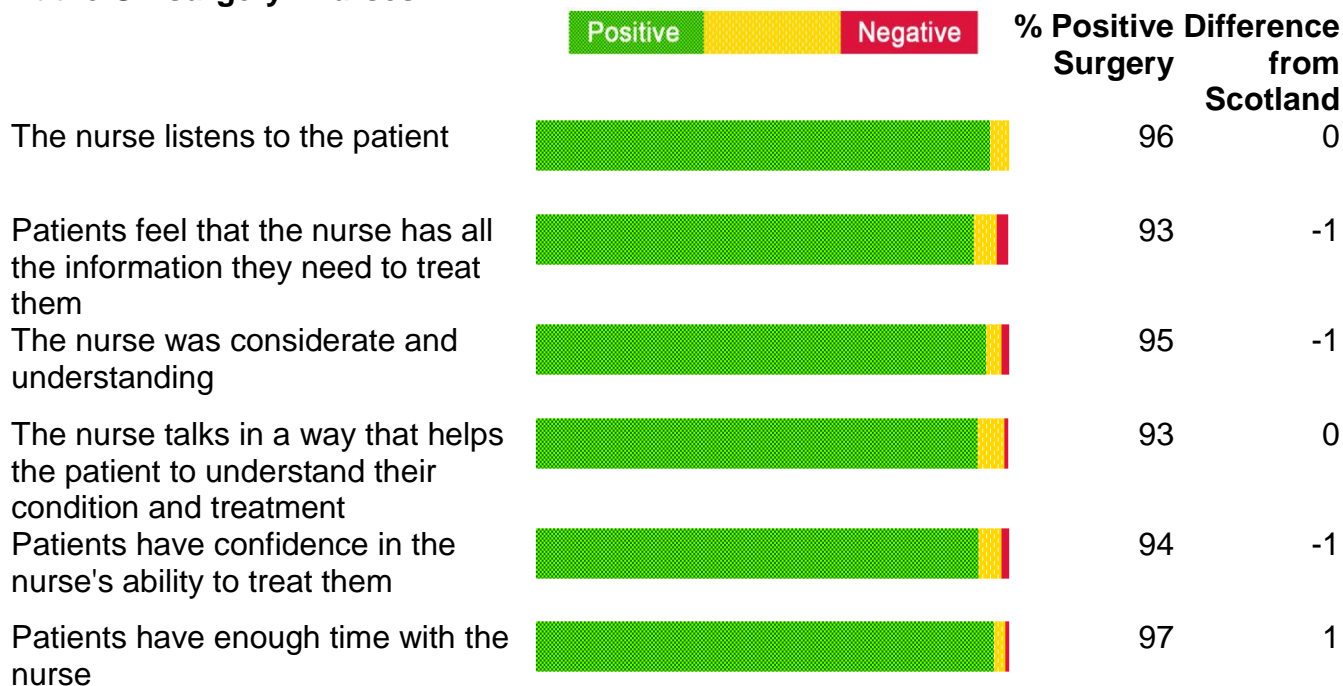 Positive Negative % Positive Difference
Surgery from
Scotland
The nurse listens to the patient 96 0
Patients feel that the nurse has all 93 -1
the information they need to treat
them
The nurse was considerate and 95 -1
understanding
The nurse talks in a way that helps 93 0
the patient to understand their
condition and treatment
Patients have confidence in the 94 -1
nurse's ability to treat them
Patients have enough time with the 97 1
nurse